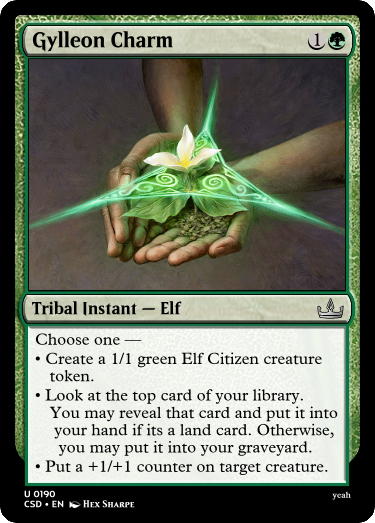 Gylleon Charm 1
Tribal Instant — Elf
Choose one —
• Create a 1/1 green Elf Citizen creature
token.
• Look at the top card of your library.
You may reveal that card and put it into
your hand if its a land card. Otherwise,
you may put it into your graveyard.
• Put a +1/+1 counter on target creature.
U 0190
yeah
CSD • EN Hex Sharpe